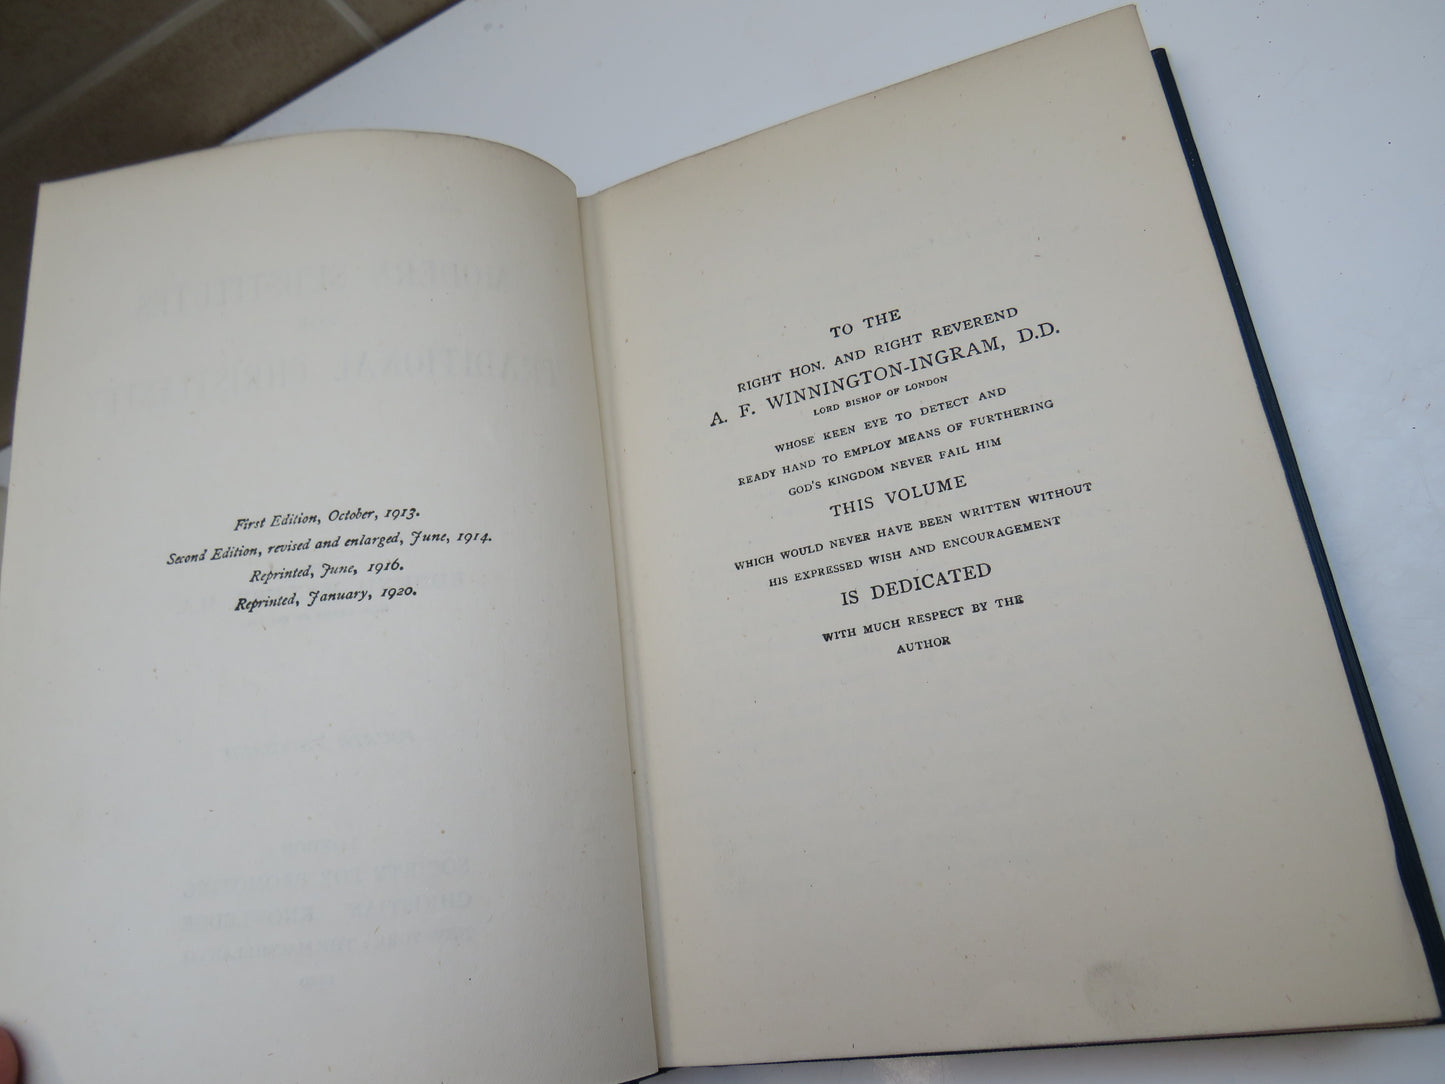 First Edition, October, 1913.
Second Edition, revised and enlarged, June, 1914.
Reprinted, June, 1916.
Reprinted, January, 1920.
TO THE
RIGHT HON. AND RIGHT REVEREND
A. F. WINNINGTON-INGRAM, D.D.
LORD BISHOP OF LONDON
WHOSE KEEN EYE TO DETECT AND
READY HAND TO EMPLOY MEANS OF FURTHERING
GOD'S KINGDOM NEVER FAIL HIM
THIS VOLUME
WHICH WOULD NEVER HAVE BEEN WRITTEN WITHOUT
HIS EXPRESSED WISH AND ENCOURAGEMENT
IS DEDICATED
WITH MUCH RESPECT BY THE
AUTHOR